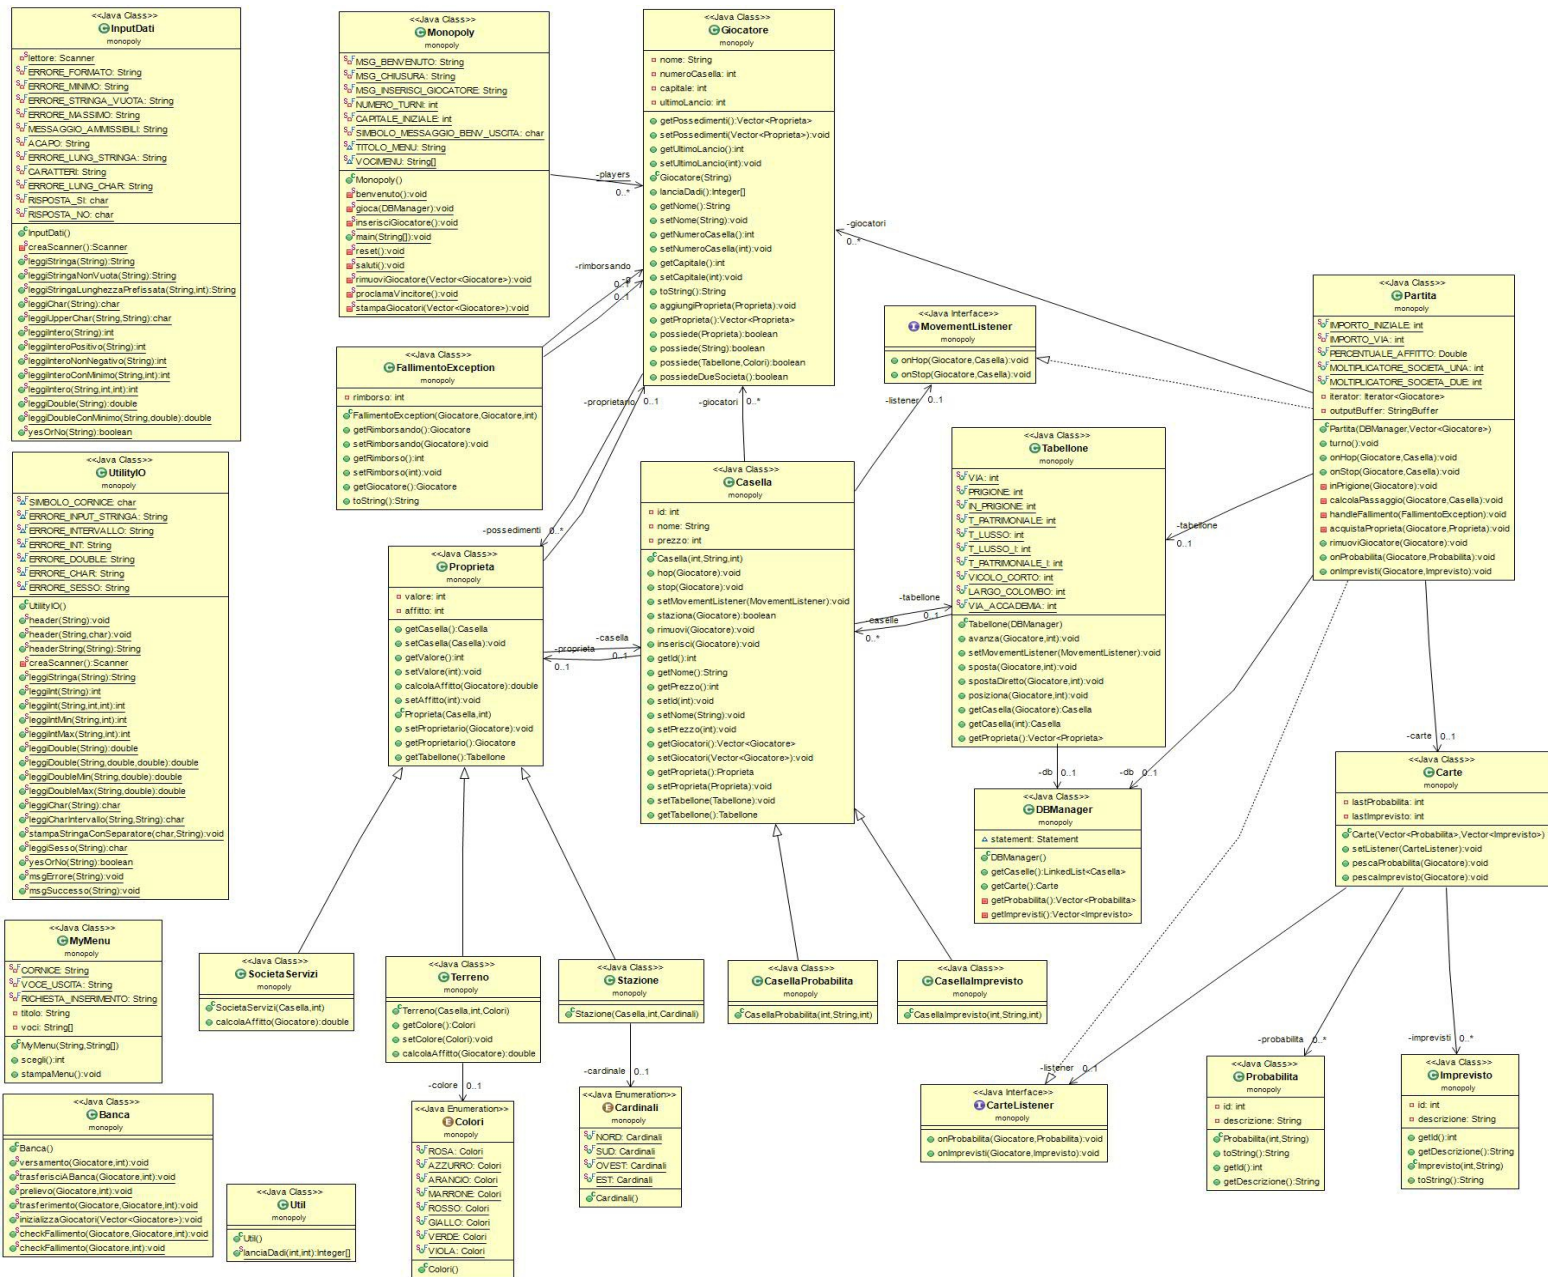 <<Java Class>>
InputDati
monopoly
lettore: Scanner
ERRORE_FORMATO: String
ERRORE_MINIMO: String
ERRORE_STRINGA_VUOTA: String
ERRORE_MASSIMO: String
MESSAGGIO_AMMISSIBILI: String
ACAPO: String
ERRORE_LUNG_STRINGA: String
CARATTERI: String
ERRORE_LUNG_CHAR: String
RISPOSTA_SI: char
RISPOSTA_NO: char
InputDati()
creaScanner():Scanner
leggiStringa(String):String
leggiStringaNonVuota(String):String
leggiStringaLunghezzaPrefissata(String,int):String
leggiChar(String):char
leggiUpperChar(String,String):char
leggiIntero(String):int
leggiInteroPositivo(String):int
leggiInteroNonNegativo(String):int
leggiInteroConMinimo(String,int):int
leggiIntero(String,int,int):int
leggiDouble(String):double
leggiDoubleConMinimo(String,double):double
yesOrNo(String):boolean
<<Java Class>>
Monopoly
monopoly
MSG_BENVENUTO: String
MSG_CHIUSURA: String
MSG_INSERISCI_GIOCATORE: String
NUMERO_TURNI: int
CAPITALE_INIZIALE: int
SIMBOLO_MESSAGGIO_BENV_USCITA: char
TITOLO_MENU: String
VOCIMENU: String[]
Monopoly()
benvenuto():void
gioca(DBManager):void
inserisciGiocatore():void
main(String[]):void
reset():void
saluti():void
rimuoviGiocatore(Vector<Giocatore>):void
proclamaVincitore():void
stampaGiocatori(Vector<Giocatore>):void
-players
0..*
<<Java Class>>
Giocatore
monopoly
nome: String
numeroCasella: int
capitale: int
ultimoLancio: int
getPossedimenti():Vector<Proprieta>
setPossedimenti(Vector<Proprieta>):void
getUltimoLancio():int
setUltimoLancio(int):void
Giocatore(String)
lanciaDadi():Integer[]
getNome():String
setNome(String):void
getNumeroCasella():int
setNumeroCasella(int):void
getCapitale():int
setCapitale(int):void
toString():String
aggiungiProprieta(Proprieta):void
getProprieta():Vector<Proprieta>
possiede(Proprieta):boolean
possiede(String):boolean
possiede(Tabellone,Colori):boolean
possiedeDueSocieta():boolean
-giocatori
0..*
-rimborsando
0..1
<<Java Class>>
FallimentoException
monopoly
rimborso: int
FallimentoException(Giocatore,Giocatore,int)
getRimborsando():Giocatore
setRimborsando(Giocatore):void
getRimborso():int
setRimborso(int):void
getGiocatore():Giocatore
toString():String
-proprietario
0..1
-giocatori
0..*
-listener
0..1
-possedimenti
0..*
<<Java Interface>>
MovementListener
monopoly
onHop(Giocatore,Casella):void
onStop(Giocatore,Casella):void
<<Java Class>>
Partita
monopoly
IMPORTO_INIZIALE: int
IMPORTO_VIA: int
PERCENTUALE_AFFITTO: Double
MOLTIPLICATORE_SOCIETA_UNA: int
MOLTIPLICATORE_SOCIETA_DUE: int
iterator: Iterator<Giocatore>
outputBuffer: StringBuffer
Partita(DBManager,Vector<Giocatore>)
turno():void
onHop(Giocatore,Casella):void
onStop(Giocatore,Casella):void
inPrigione(Giocatore):void
calcolaPassaggio(Giocatore,Casella):void
handleFallimento(FallimentoException):void
acquistaProprieta(Giocatore,Proprieta):void
rimuoviGiocatore(Giocatore):void
onProbabilita(Giocatore,Probabilita):void
onImprevisti(Giocatore,Imprevisto):void
<<Java Class>>
UtilityIO
monopoly
SIMBOLO_CORNICE: char
ERRORE_INPUT_STRINGA: String
ERRORE_INTERVALLO: String
ERRORE_INT: String
ERRORE_DOUBLE: String
ERRORE_CHAR: String
ERRORE_SESSO: String
UtilityIO()
header(String):void
header(String,char):void
headerString(String):String
creaScanner():Scanner
leggiStringa(String):String
leggiInt(String):int
leggiInt(String,int,int):int
leggiIntMin(String,int):int
leggiIntMax(String,int):int
leggiDouble(String):double
leggiDouble(String,double,double):double
leggiDoubleMin(String,double):double
leggiDoubleMax(String,double):double
leggiChar(String):char
leggiCharIntervallo(String,String):char
stampaStringaConSeparatore(char,String):void
leggiSesso(String):char
yesOrNo(String):boolean
msgErrore(String):void
msgSuccesso(String):void
<<Java Class>>
Proprieta
monopoly
valore: int
affitto: int
getCasella():Casella
setCasella(Casella):void
getValore():int
setValore(int):void
calcolaAffitto(Giocatore):double
setAffitto(int):void
Proprieta(Casella,int)
setProprietario(Giocatore):void
getProprietario():Giocatore
getTabellone():Tabellone
-casella
0..1
-proprieta
0..1
<<Java Class>>
Casella
monopoly
id: int
nome: String
prezzo: int
Casella(int,String,int)
hop(Giocatore):void
stop(Giocatore):void
setMovementListener(MovementListener):void
staziona(Giocatore):boolean
rimuovi(Giocatore):void
inserisci(Giocatore):void
getId():int
getNome():String
getPrezzo():int
setId(int):void
setNome(String):void
setPrezzo(int):void
getGiocatori():Vector<Giocatore>
setGiocatori(Vector<Giocatore>):void
getProprieta():Proprieta
setProprieta(Proprieta):void
setTabellone(Tabellone):void
getTabellone():Tabellone
-tabellone
0..1
-caselle
0..*
<<Java Class>>
Tabellone
monopoly
VIA: int
PRIGIONE: int
IN_PRIGIONE: int
T_PATRIMONIALE: int
T_LUSSO: int
T_LUSSO_I: int
T_PATRIMONIALE_I: int
VICOLO_CORTO: int
LARGO_COLOMBO: int
VIA_ACCADEMIA: int
Tabellone(DBManager)
avanza(Giocatore,int):void
setMovementListener(MovementListener):void
sposta(Giocatore,int):void
spostaDiretto(Giocatore,int):void
posiziona(Giocatore,int):void
getCasella(Giocatore):Casella
getCasella(int):Casella
getProprieta():Vector<Proprieta>
-tabellone
0..1
-db
0..1
-db
0..1
-carte
0..1
<<Java Class>>
DBManager
monopoly
statement: Statement
DBManager()
getCaselle():LinkedList<Casella>
getCarte():Carte
getProbabilita():Vector<Probabilita>
getImprevisti():Vector<Imprevisto>
<<Java Class>>
Carte
monopoly
lastProbabilita: int
lastImprevisto: int
Carte(Vector<Probabilita>,Vector<Imprevisto>)
setListener(CarteListener):void
pescaProbabilita(Giocatore):void
pescaImprevisto(Giocatore):void
<<Java Class>>
MyMenu
monopoly
CORNICE: String
VOCE_USCITA: String
RICHIESTA_INSERIMENTO: String
titolo: String
voci: String[]
MyMenu(String,String[])
scegli():int
stampaMenu():void
<<Java Class>>
SocietaServizi
monopoly
SocietaServizi(Casella,int)
calcolaAffitto(Giocatore):double
<<Java Class>>
Terreno
monopoly
Terreno(Casella,int,Colori)
getColore():Colori
setColore(Colori):void
calcolaAffitto(Giocatore):double
<<Java Class>>
Stazione
monopoly
Stazione(Casella,int,Cardinali)
<<Java Class>>
CasellaProbabilita
monopoly
CasellaProbabilita(int,String,int)
<<Java Class>>
CasellaImprevisto
monopoly
CasellaImprevisto(int,String,int)
-colore
0..1
-cardinale
0..1
-listener
0..1
-probabilita
0..*
-imprevisti
0..*
<<Java Class>>
Banca
monopoly
Banca()
versamento(Giocatore,int):void
trasferisciABanca(Giocatore,int):void
prelievo(Giocatore,int):void
trasferimento(Giocatore,Giocatore,int):void
inizializzaGiocatori(Vector<Giocatore>):void
checkFallimento(Giocatore,Giocatore,int):void
checkFallimento(Giocatore,int):void
<<Java Class>>
Util
monopoly
Util()
lanciaDadi(int,int):Integer[]
<<Java Enumeration>>
Colori
monopoly
ROSA: Colori
AZZURRO: Colori
ARANCIO: Colori
MARRONE: Colori
ROSSO: Colori
GIALLO: Colori
VERDE: Colori
VIOLA: Colori
Colori()
<<Java Enumeration>>
Cardinali
monopoly
NORD: Cardinali
SUD: Cardinali
OVEST: Cardinali
EST: Cardinali
Cardinali()
<<Java Interface>>
CarteListener
monopoly
onProbabilita(Giocatore,Probabilita):void
onImprevisti(Giocatore,Imprevisto):void
<<Java Class>>
Probabilita
monopoly
id: int
descrizione: String
Probabilita(int,String)
toString():String
getId():int
getDescrizione():String
<<Java Class>>
Imprevisto
monopoly
id: int
descrizione: String
getId():int
getDescrizione():String
Imprevisto(int,String)
toString():String